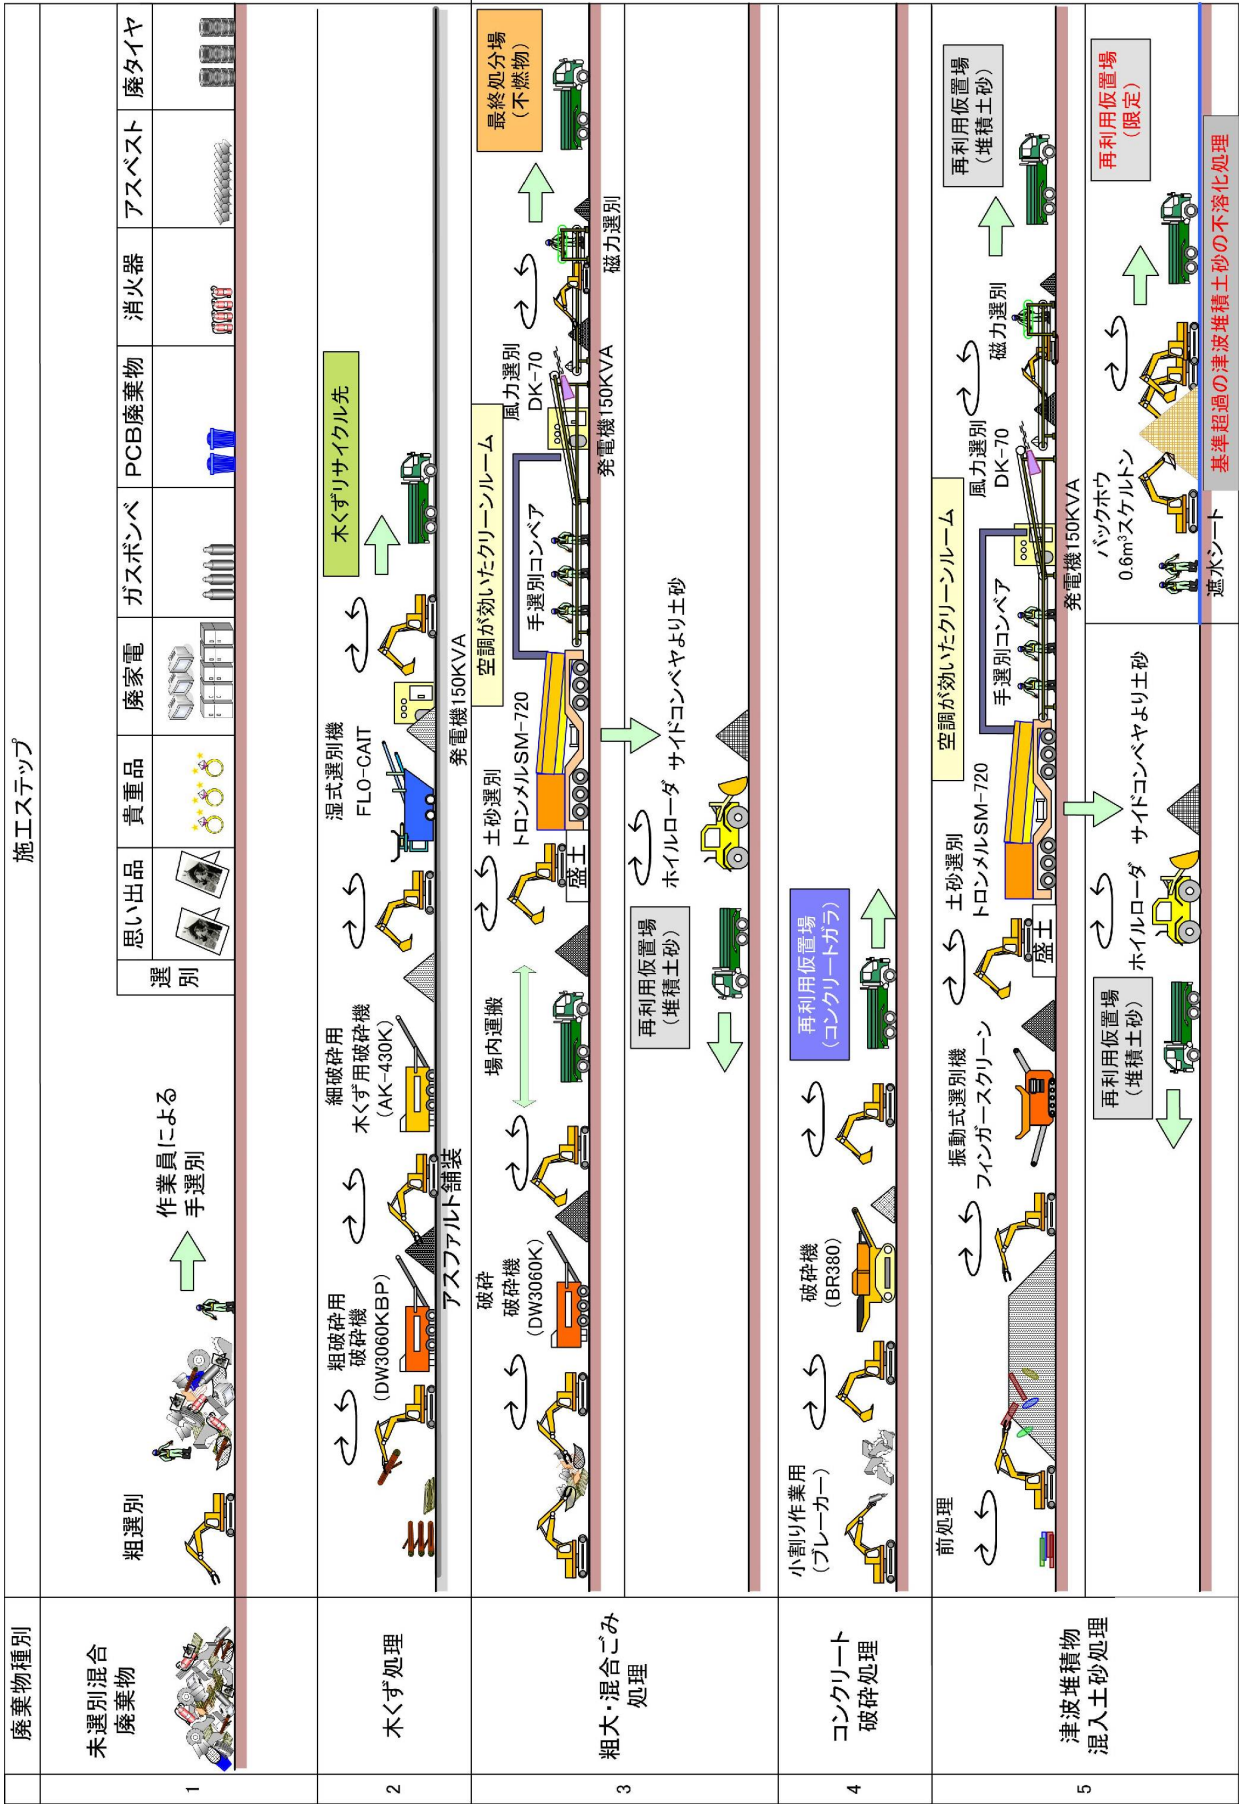 施工ステップ
廃棄物種別
1
未選別混合
廃棄物
粗選別
作業員による
手選別
選別
思い出品
貴重品
廃家電
ガスボンベ
PCB廃棄物
消火器
アスベスト
廃タイヤ
2
木くず処理
粗破砕用
破砕機
(DW3060KBP)
アスファルト舗装
細破砕用
木くず用破砕機
(AK-430K)
湿式選別機
FLO-CAIT
発電機150KVA
木くずリサイクル先
3
粗大・混合ごみ
処理
破砕
破砕機
(DW3060K)
場内運搬
盛土
土砂選別
トロンメルSM-720
空調が効いたクリーンルーム
手選別コンベア
風力選別
DK-70
発電機150KVA
磁力選別
最終処分場
(不燃物)
再利用仮置場
(堆積土砂)
ホイルローダ
サイドコンベヤより土砂
4
コンクリート
破砕処理
小割り作業用
(ブレーカー)
破砕機
(BR380)
再利用仮置場
(コンクリートガラ)
5
津波堆積物
混入土砂処理
前処理
振動式選別機
フィンガースクリーン
盛土
土砂選別
トロンメルSM-720
空調が効いたクリーンルーム
手選別コンベア
風力選別
DK-70
発電機150KVA
磁力選別
再利用仮置場
(堆積土砂)
再利用仮置場
(堆積土砂)
ホイルローダ
サイドコンベヤより土砂
遮水シート
バックホウ
0.6m³スケルトン
再利用仮置場
(限定)
基準超過の津波堆積土砂の不溶化処理